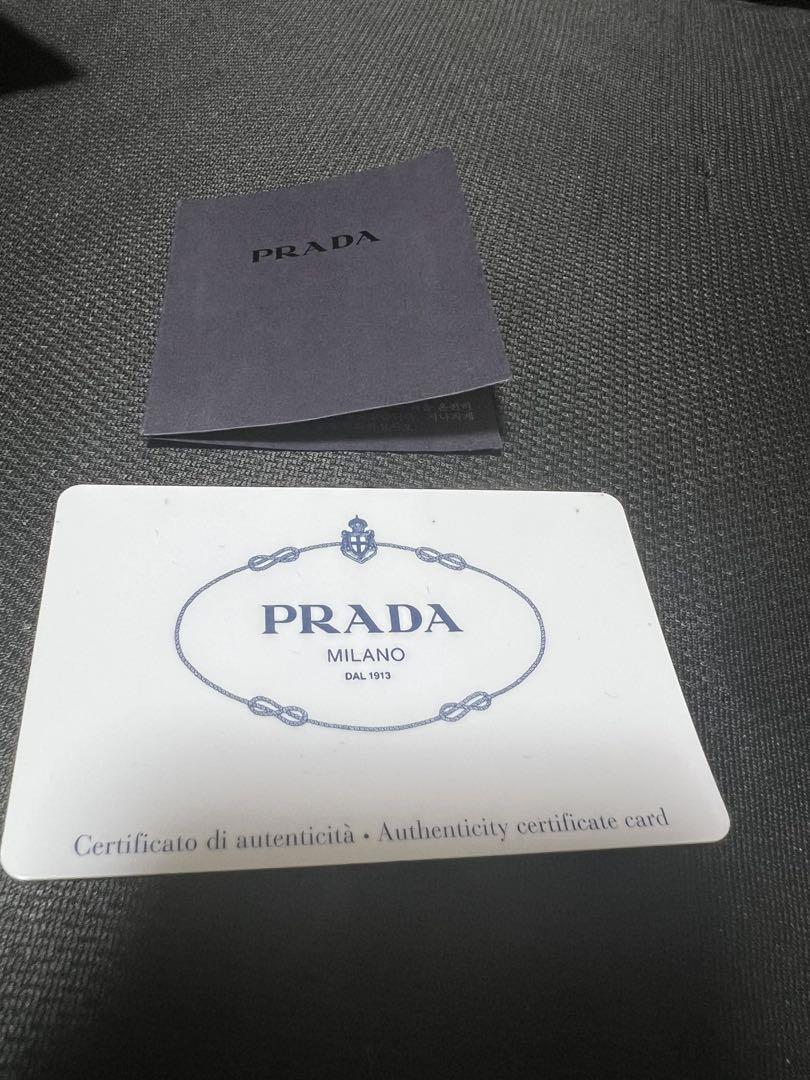 PRADA
PRADA
MILANO
DAL 1913
Certificato di autenticità • Authenticity certificate card